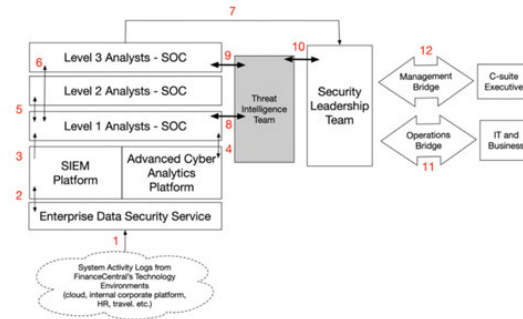 7
Level 3 Analysts - SOC
9
10
6
12
Level 2 Analysts - SOC
Threat
Intelligence
Team
Security
Leadership
Team
Management
Bridge
C-suite
Executive
5
Level 1 Analysts - SOC
8
3
4
SIEM
Platform
Advanced Cyber
Analytics
Platform
Operations
Bridge
IT and
Business
11
2
Enterprise Data Security Service
1
System Activity Logs from
FinanceCentral's Technology
Environments
(cloud, internal corporate platform,
HR, travel. etc.)